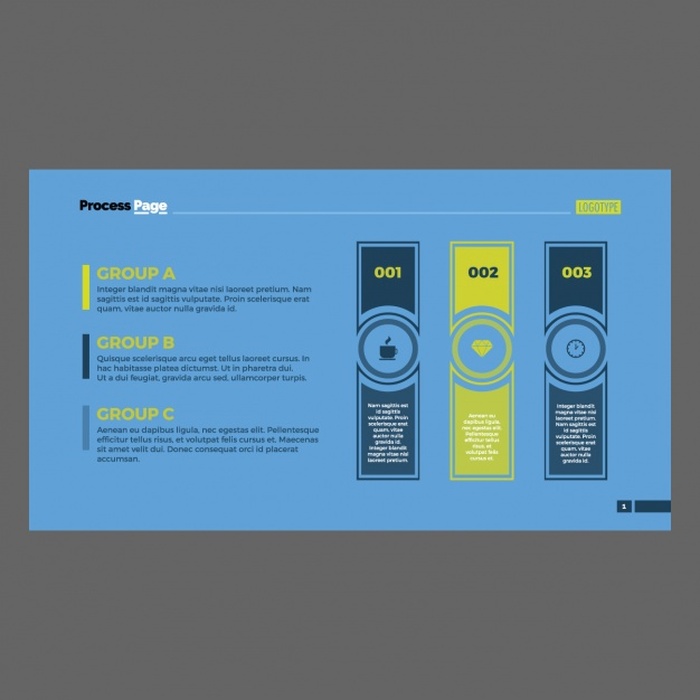 Process Page
LOGOTYPE
GROUP A
Integer blandit magna vitae nisi laoreet pretium. Nam
sagittis est id sagittis vulputate. Proin scelerisque erat
quam, vitae auctor nulla gravida id.
GROUP B
Quisque scelerisque arcu eget tellus laoreet cursus. In
hac habitasse platea dictumst. Ut in pharetra dui.
Ut a dui feugiat, gravida arcu sed, ullamcorper turpis.
GROUP C
Aenean eu dapibus ligula, nec egestas elit. Pellentesque
efficitur tellus risus, et volutpat felis cursus et. Maecenas
sit amet velit dui. Donec consequat orci id placerat
accumsan.
001
Nam sagittis est
id sagittis
vulputate. Proin
scelerisque erat
quam, vitae
auctor nulla
gravida id.
Integer blandit
magna vitae nisi
laoreet pretium.
002
Aenean eu
dapibus ligula,
nec egestas elit.
Pellentesque
efficitur tellus
risus, et
volutpat felis
cursus et.
003
Integer blandit
magna vitae nisi
laoreet pretium.
Nam sagittis est
id sagittis
vulputate. Proin
scelerisque erat
quam, vitae
auctor nulla
gravida id.
1